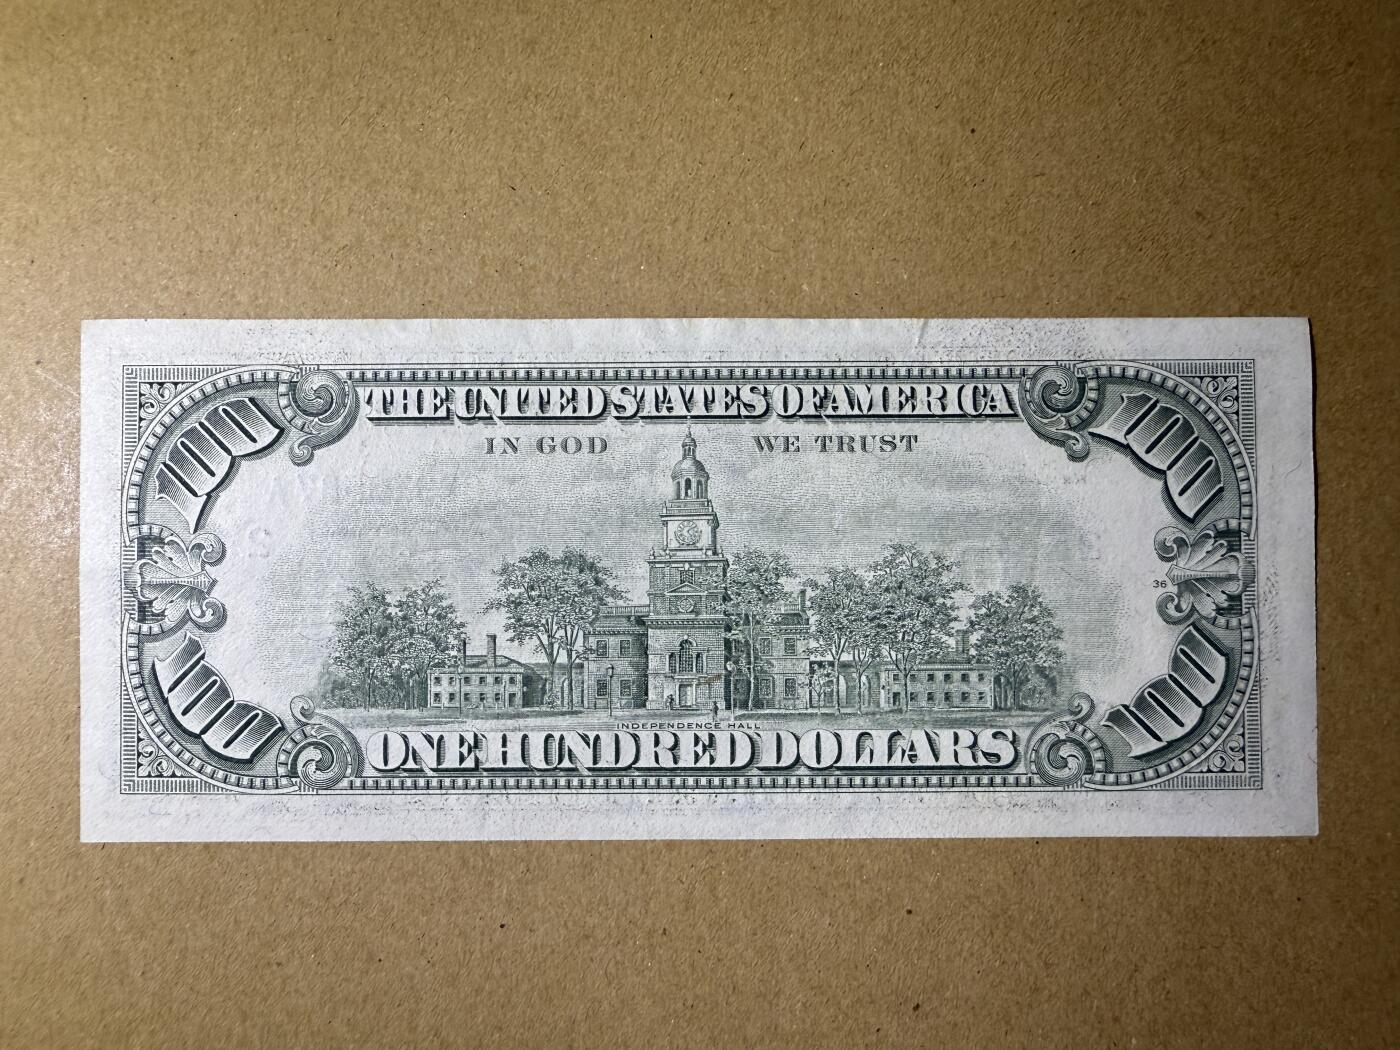 100 THE UNITED STATES OF AMERICA 100
IN GOD WE TRUST
36
INDEPENDENCE HALL
100 ONE HUNDRED DOLLARS 100